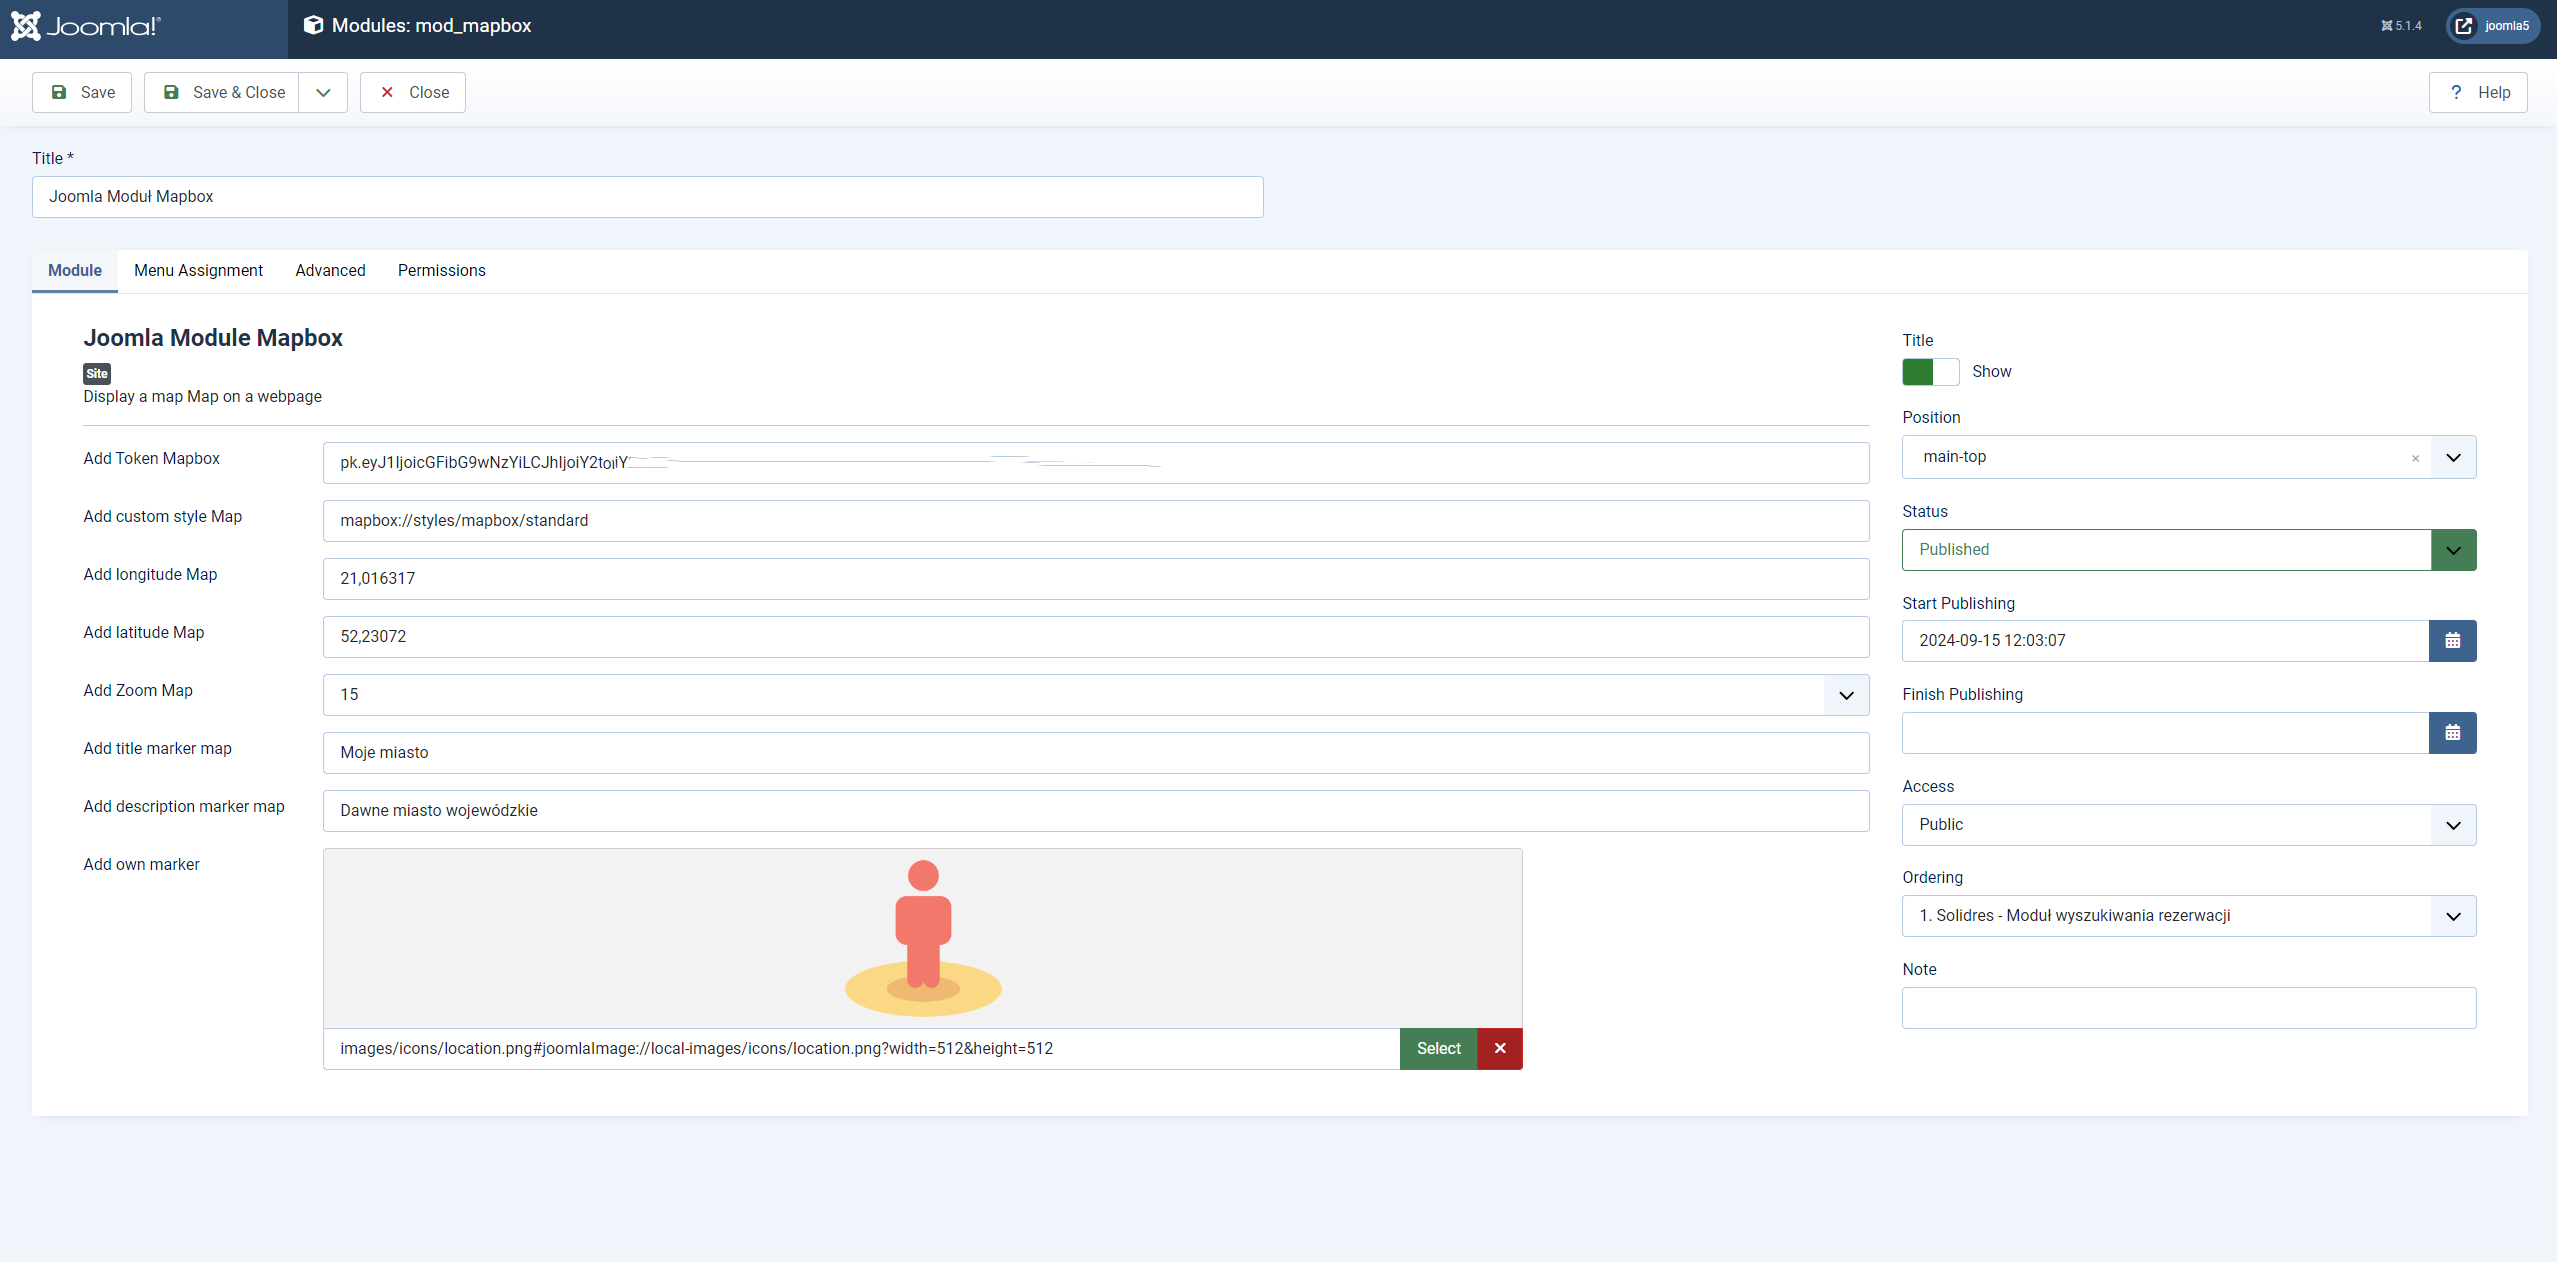 Joomla!
Modules: mod_mapbox
5.1.4
joomla5
Save
Save & Close
Close
? Help
Title *
Joomla Moduł Mapbox
Module
Menu Assignment
Advanced
Permissions
Joomla Module Mapbox
Site
Display a map Map on a webpage
Add Token Mapbox
Add custom style Map
mapbox://styles/mapbox/standard
Add longitude Map
21,016317
Add latitude Map
52,23072
Add Zoom Map
15
Add title marker map
Moje miasto
Add description marker map
Dawne miasto wojewódzkie
Add own marker
images/icons/location.png#joomlaImage://local-images/icons/location.png?width=512&height=512
Select
Title
Show
Position
main-top
Status
Published
Start Publishing
2024-09-15 12:03:07
Finish Publishing
Access
Public
Ordering
1. Solidres - Moduł wyszukiwania rezerwacji
Note